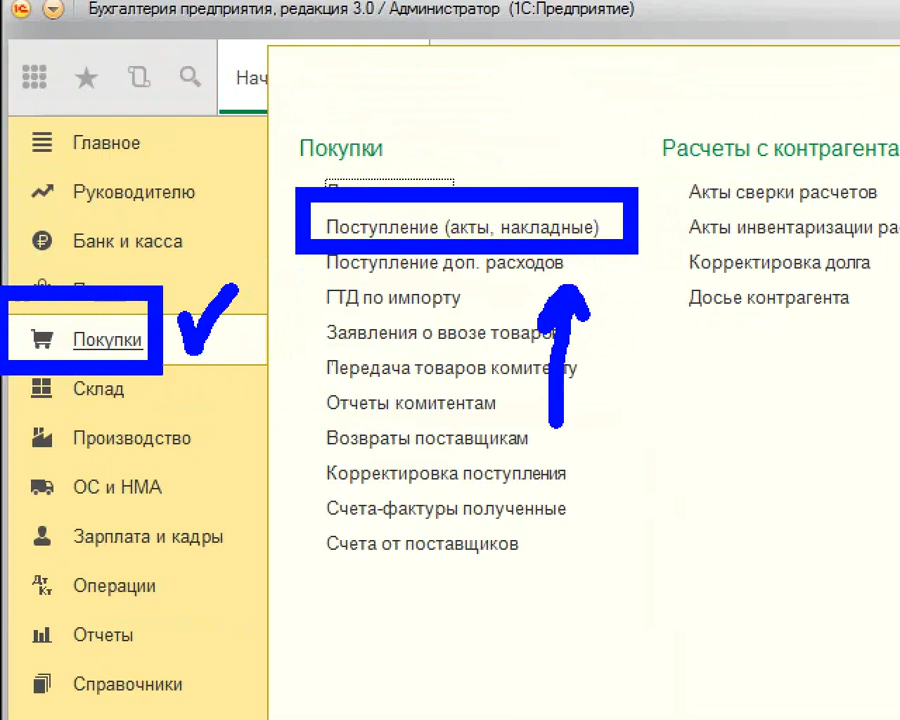 Бухгалтерия предприятия, редакция 3.0 / Администратор (1С:Предприятие)
Нач
Главное
Руководителю
Банк и касса
Покупки
Склад
Производство
ОС и НМА
Зарплата и кадры
Операции
Дт
Кт
Отчеты
Справочники
Покупки
Поступление (акты, накладные)
Поступление доп. расходов
ГТД по импорту
Заявления о ввозе товаро
Передача товаров комитенту
Отчеты комитентам
Возвраты поставщикам
Корректировка поступления
Счета-фактуры полученные
Счета от поставщиков
Расчеты с контрагента
Акты сверки расчетов
Акты инвентаризации ра
Корректировка долга
Досье контрагента